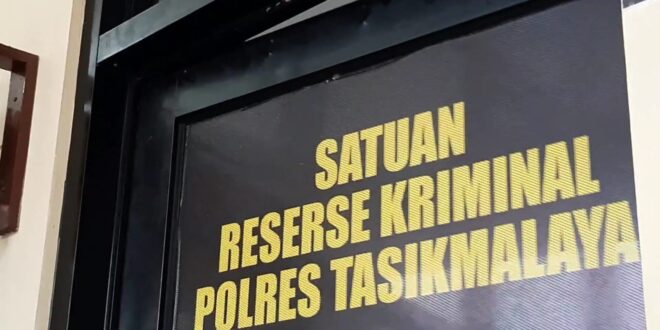 SATUAN
RESERSE KRIMINAL
POLRES TASIKMALAYA